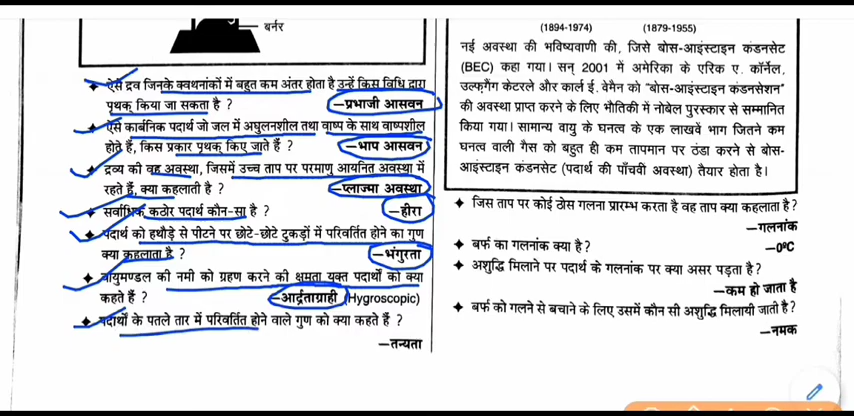 बर्नर
ऐसे द्रव जिनके क्वथनांकों में बहुत कम अंतर होता है उन्हें किस विधि द्वारा
पृथक् किया जा सकता है ?
–प्रभाजी आसवन
ऐसे कार्बनिक पदार्थ जो जल में अघुलनशील तथा वाष्प के साथ वाष्पशील
होते हैं, किस प्रकार पृथक् किए जाते हैं ?
–भाप आसवन
द्रव्य की वह अवस्था, जिसमें उच्च ताप पर परमाणु आयनित अवस्था में
रहते हैं, क्या कहलाती है ?
–प्लाज्मा अवस्था
सर्वाधिक कठोर पदार्थ कौन-सा है ?
–हीरा
पदार्थ को हथौड़े से पीटने पर छोटे-छोटे टुकड़ों में परिवर्तित होने का गुण
क्या कहलाता है ?
–भंगुरता
वायुमण्डल की नमी को ग्रहण करने की क्षमता युक्त पदार्थों को क्या
कहते हैं ?
–आर्द्रताग्राही (Hygroscopic)
पदार्थों के पतले तार में परिवर्तित होने वाले गुण को क्या कहते हैं ?
–तन्यता
(1894-1974) (1879-1955)
नई अवस्था की भविष्यवाणी की, जिसे बोस-आइंस्टाइन कंडनसेट
(BEC) कहा गया। सन् 2001 में अमेरिका के एरिक ए. कॉर्नेल,
उल्फगैंग केटरले और कार्ल ई. वेमैन को "बोस-आइंस्टाइन कंडनसेशन"
की अवस्था प्राप्त करने के लिए भौतिकी में नोबेल पुरस्कार से सम्मानित
किया गया। सामान्य वायु के घनत्व के एक लाखवें भाग जितने कम
घनत्व वाली गैस को बहुत ही कम तापमान पर ठंडा करने से बोस-
आइंस्टाइन कंडनसेट (पदार्थ की पाँचवीं अवस्था) तैयार होता है।
जिस ताप पर कोई ठोस गलना प्रारम्भ करता है वह ताप क्या कहलाता है?
–गलनांक
बर्फ का गलनांक क्या है?
–0°C
अशुद्धि मिलाने पर पदार्थ के गलनांक पर क्या असर पड़ता है?
–कम हो जाता है
बर्फ को गलने से बचाने के लिए उसमें कौन सी अशुद्धि मिलायी जाती है?
–नमक